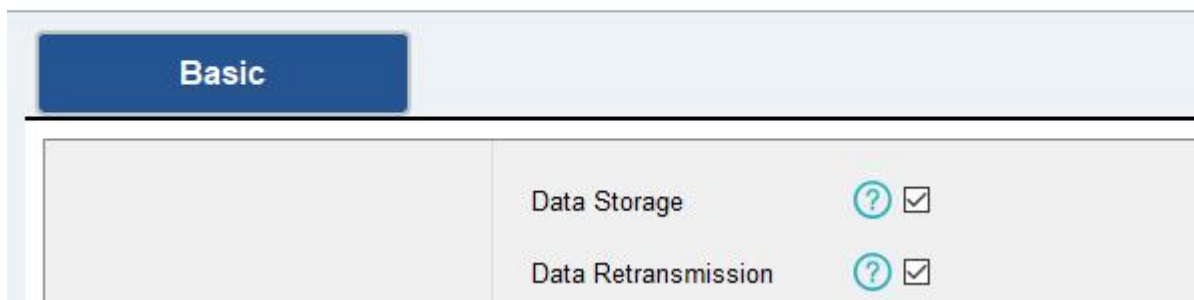 Basic
Data Storage ?
Data Retransmission ?